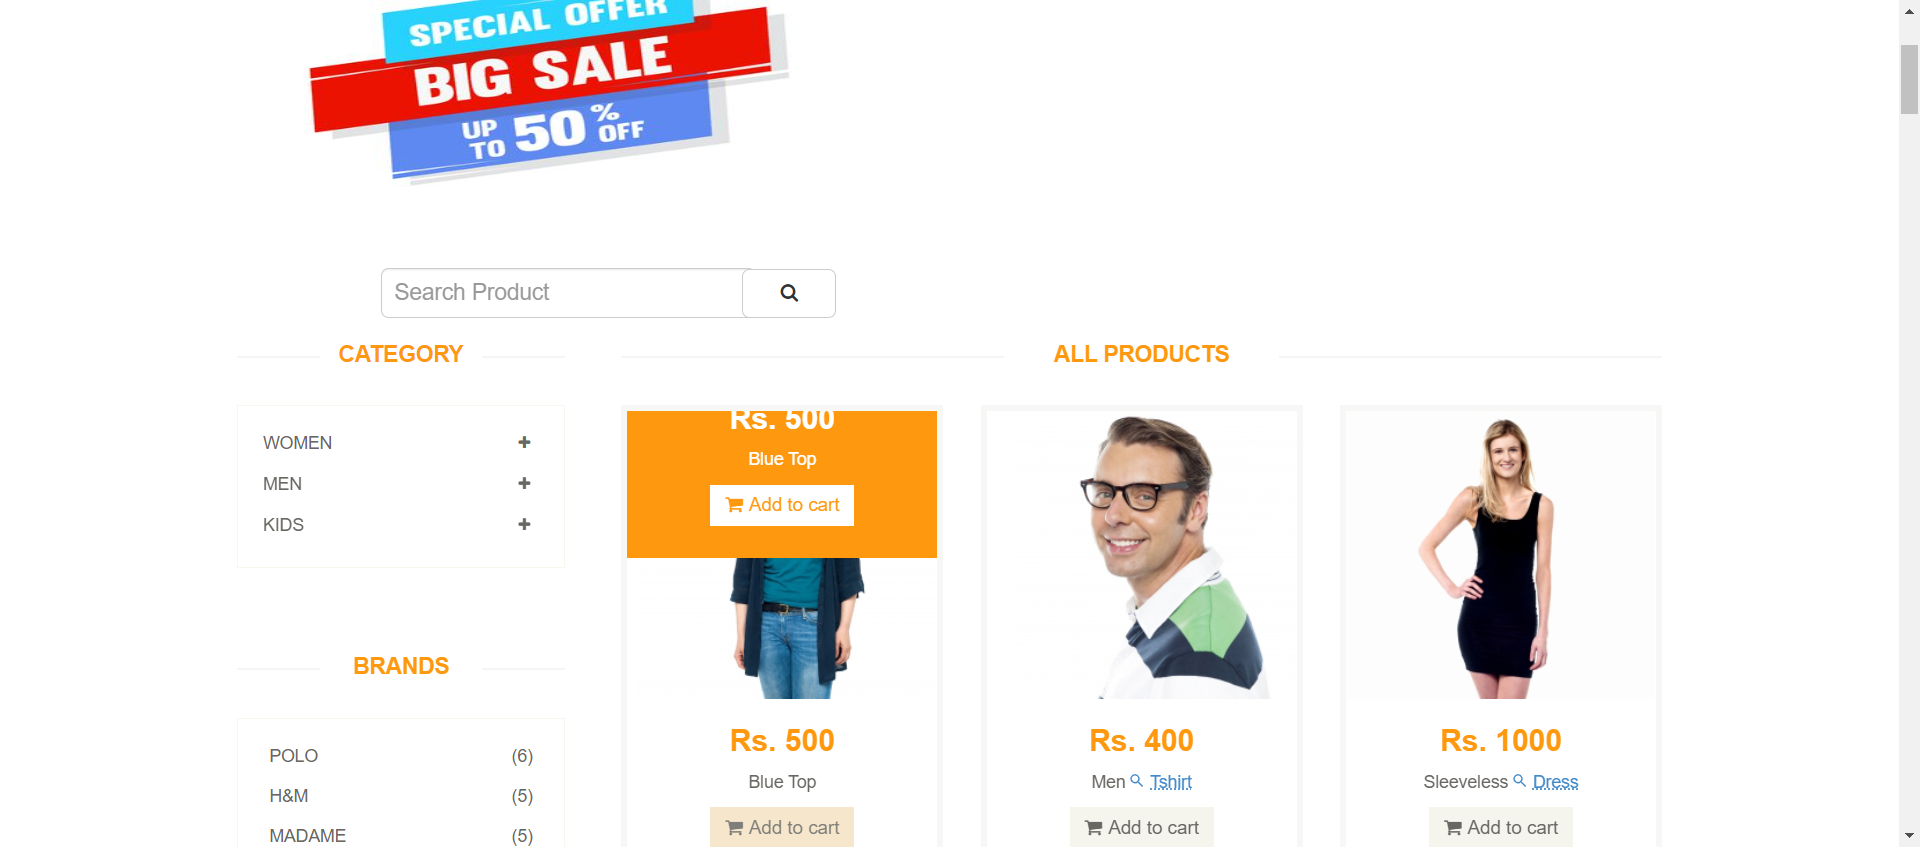 SPECIAL OFFER
BIG SALE
UP TO 50% OFF
Search Product
CATEGORY
WOMEN
MEN
KIDS
BRANDS
POLO (6)
H&M (5)
MADAME (5)
ALL PRODUCTS
Rs. 500
Blue Top
Add to cart
Rs. 500
Blue Top
Add to cart
Rs. 400
Men Tshirt
Add to cart
Rs. 1000
Sleeveless Dress
Add to cart